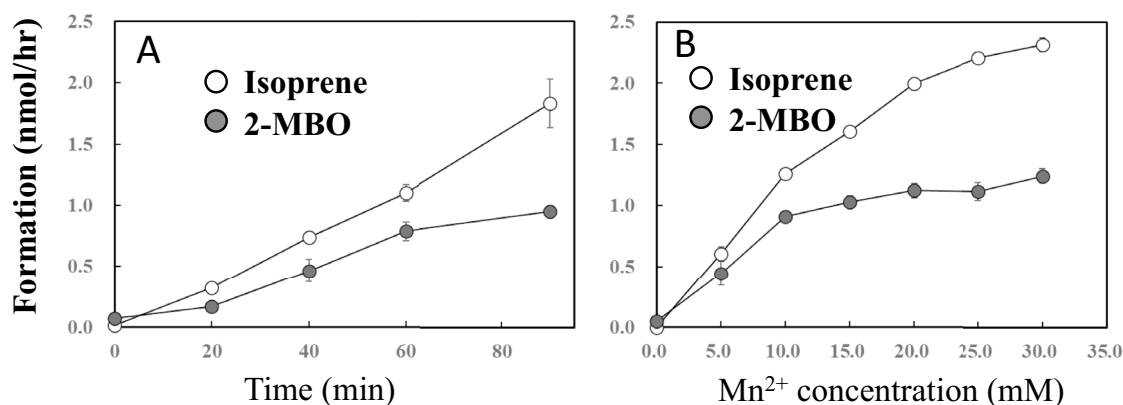 Formation (nmol/hr)
A
Isoprene
2-MBO
2.5
2.0
1.5
1.0
0.5
0.0
0 20 40 60 80
Time (min)
B
Isoprene
2-MBO
2.5
2.0
1.5
1.0
0.5
0.0
0.0 5.0 10.0 15.0 20.0 25.0 30.0 35.0
Mn²⁺ concentration (mM)